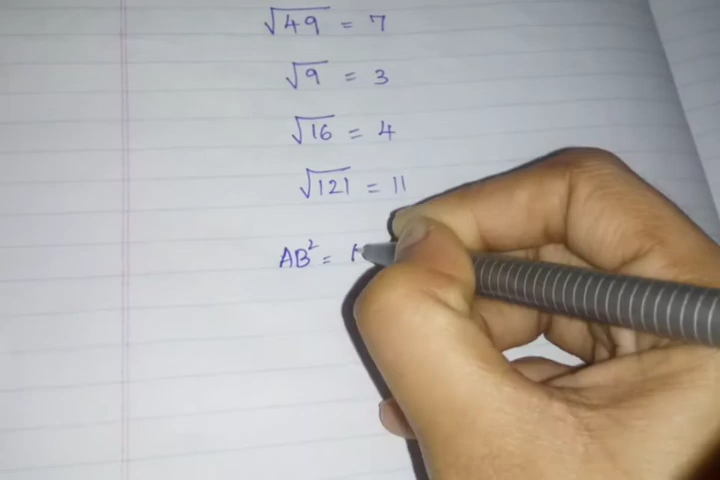 √49 = 7
√9 = 3
√16 = 4
√121 = 11
AB² =